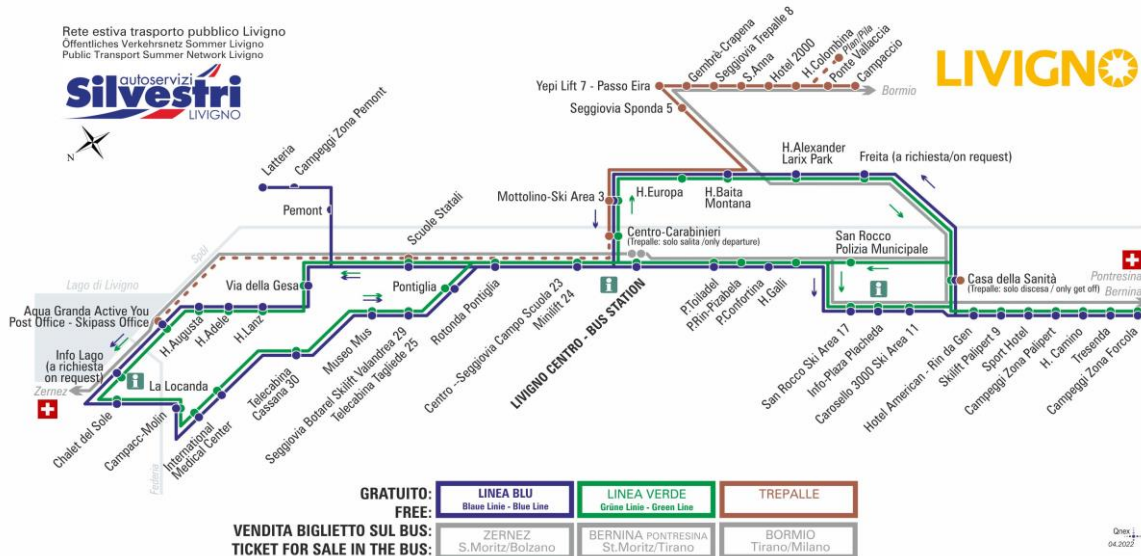 Rete estiva trasporto pubblico Livigno
Öffentliches Verkehrsnetz Sommer Livigno
Public Transport Summer Network Livigno
autoservizi
Silvestri
LIVIGNO
N
LIVIGNO
Gembrè-Crapena
Seggiovia Trepalle 8
S.Anna
Hotel 2000
H.Colombina
Plan/Pila
Ponte Vallaccia
Campaccio
Yepi Lift 7 - Passo Eira
Bormio
Seggiovia Sponda 5
Latteria
Campeggi Zona Pemont
Pemont
Mottolino-Ski Area 3
H.Europa
H.Baita
Montana
H.Alexander
Larix Park
Freita (a richiesta/on request)
Scuole Statali
Centro-Carabinieri
(Trepalle: solo salita /only departure)
San Rocco
Polizia Municipale
Spöl
Lago di Livigno
Via della Gesa
Pontiglia
Casa della Sanità
(Trepalle: solo discesa / only get off)
Pontresina
Bernina
Aqua Granda Active You
Post Office - Skipass Office
H.Augusta
H.Adele
H.Lanz
Info Lago
(a richiesta
on request)
Zernez
La Locanda
Chalet del Sole
Campacc-Molin
Federia
International
Medical Center
Telecabina
Cassana 30
Museo Mus
Seggiovia Botarel Skilift Valandrea 29
Telecabina Tagliede 25
Rotonda Pontiglia
Centro --Seggiovia Campo Scuola 23
Minilift 24
i
LIVIGNO CENTRO - BUS STATION
P.Toiladel
P.Rin-Pizabela
P.Confortina
H.Galli
San Rocco Ski Area 17
Info-Plaza Placheda
Carosello 3000 Ski Area 11
Hotel American - Rin da Gen
Skilift Palipert 9
Sport Hotel
Campeggi Zona Palipert
H. Camino
Tresenda
Campeggi Zona Forcola
GRATUITO:
FREE:
LINEA BLU
Blaue Linie - Blue Line
LINEA VERDE
Grüne Linie - Green Line
TREPALLE
VENDITA BIGLIETTO SUL BUS:
TICKET FOR SALE IN THE BUS:
ZERNEZ
S.Moritz/Bolzano
BERNINA PONTRESINA
St.Moritz/Tirano
BORMIO
Tirano/Milano
Qnex
04.2022